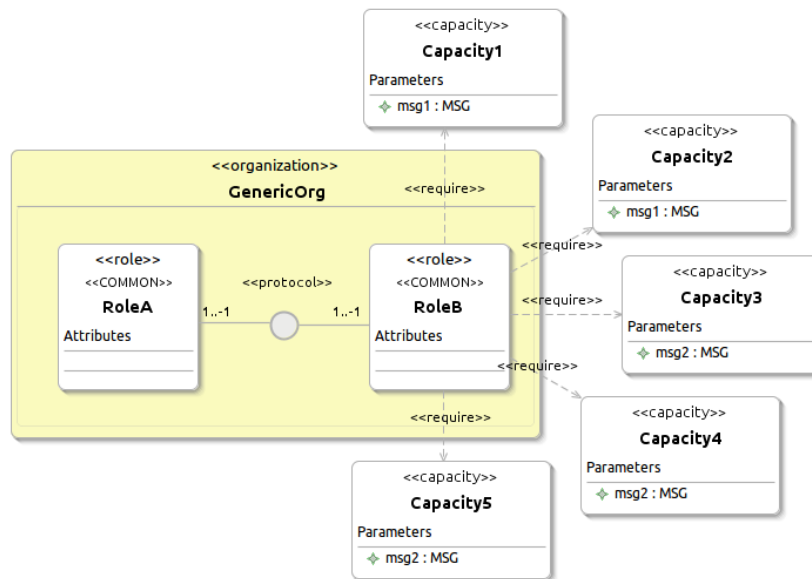 <<capacity>>
Capacity1
Parameters
msg1 : MSG
<<organization>>
GenericOrg
<<require>>
<<capacity>>
Capacity2
Parameters
msg1 : MSG
<<role>>
<<COMMON>>
RoleA
Attributes
<<protocol>>
1..-1
1..-1
<<role>>
<<COMMON>>
RoleB
Attributes
<<require>>
<<require>>
<<capacity>>
Capacity3
Parameters
msg2 : MSG
<<require>>
<<require>>
<<capacity>>
Capacity4
Parameters
msg2 : MSG
<<capacity>>
Capacity5
Parameters
msg2 : MSG